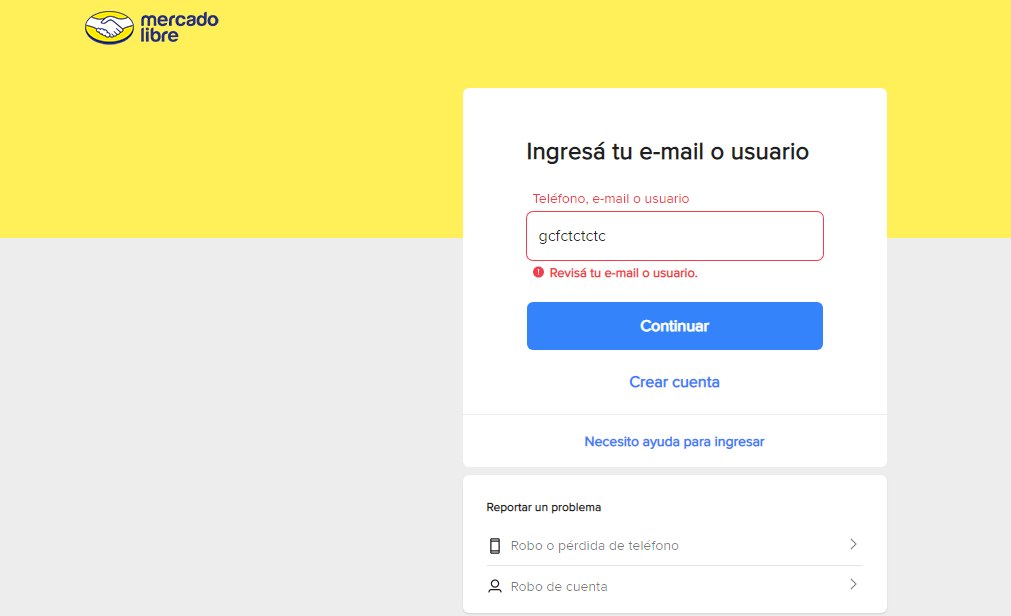 mercado
libre
Ingresá tu e-mail o usuario
Teléfono, e-mail o usuario
gcfctctctc
Revisá tu e-mail o usuario.
Continuar
Crear cuenta
Necesito ayuda para ingresar
Reportar un problema
Robo o pérdida de teléfono
Robo de cuenta